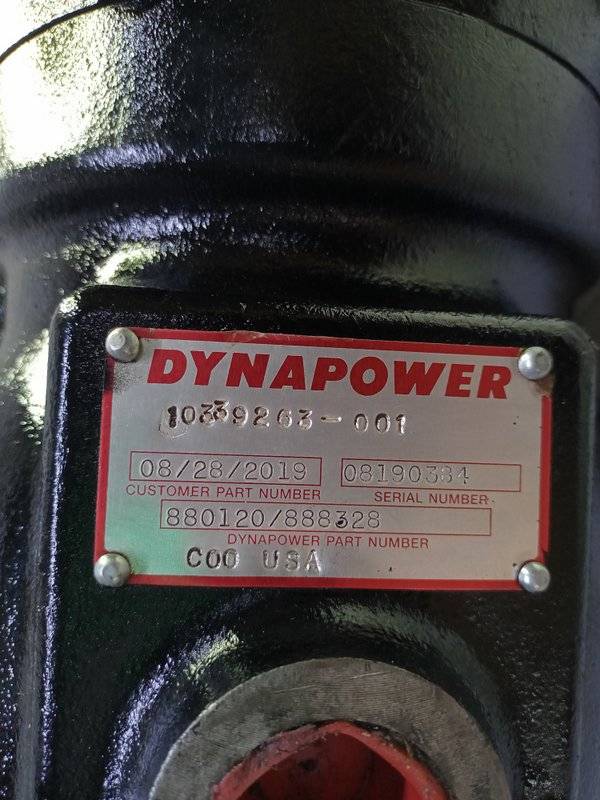 DYNAPOWER
10339263-001
08/28/2019 08190384
CUSTOMER PART NUMBER SERIAL NUMBER
880120/888328
DYNAPOWER PART NUMBER
COO USA